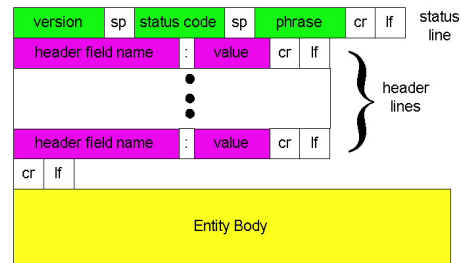 version sp status code sp phrase cr lf status line
header field name : value cr lf
header lines
header field name : value cr lf
cr lf
Entity Body